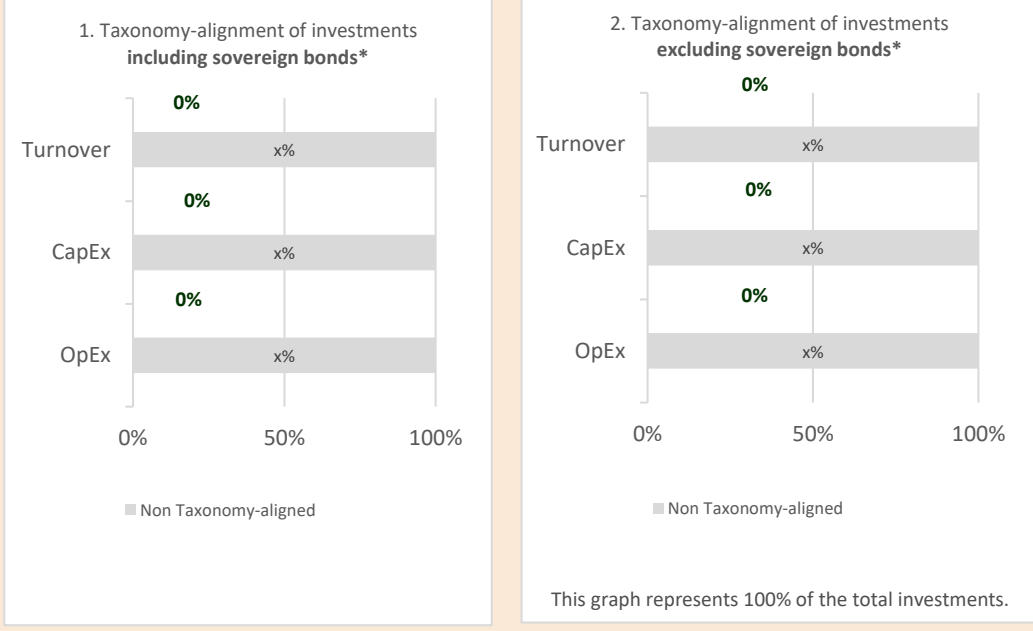 1. Taxonomy-alignment of investments
including sovereign bonds*
0%
Turnover
x%
0%
CapEx
x%
0%
OpEx
x%
0% 50% 100%
Non Taxonomy-aligned
2. Taxonomy-alignment of investments
excluding sovereign bonds*
0%
Turnover
x%
0%
CapEx
x%
0%
OpEx
x%
0% 50% 100%
Non Taxonomy-aligned
This graph represents 100% of the total investments.